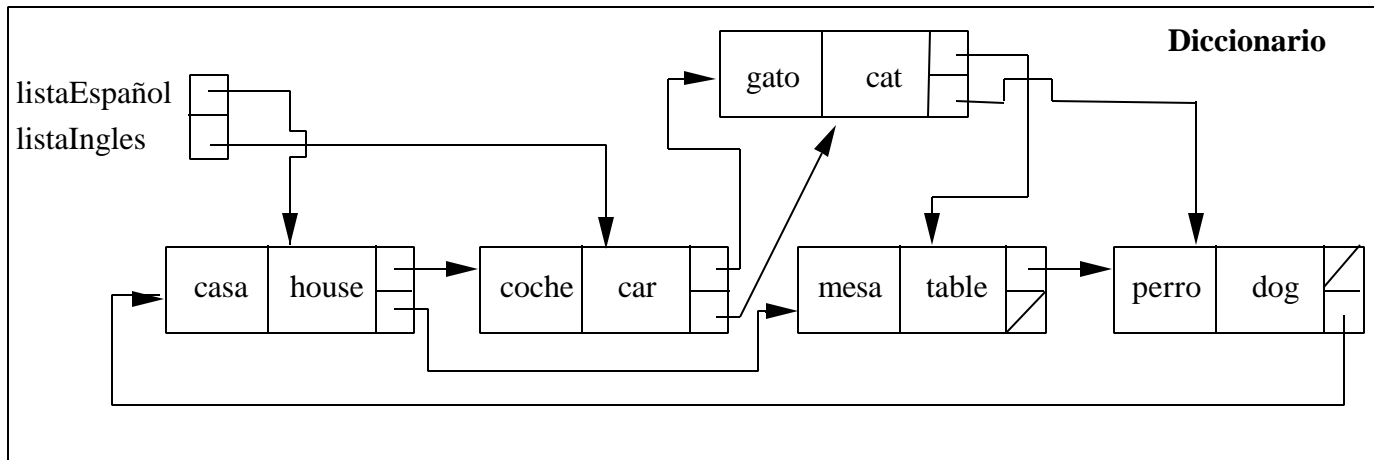 Diccionario
gato cat
listaEspañol
listaIngles
casa house coche car mesa table perro dog